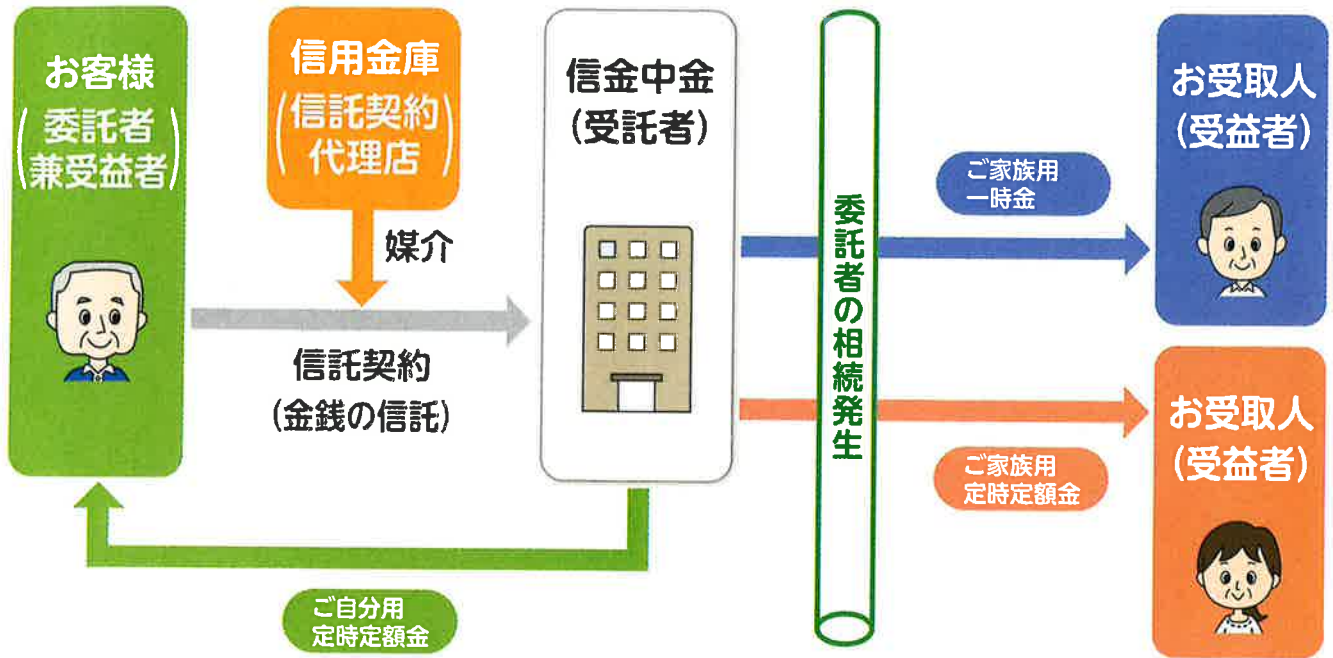 お客様
(委託者
兼受益者)
信用金庫
(信託契約
代理店)
媒介
信託契約
(金銭の信託)
信金中金
(受託者)
ご自分用
定時定額金
委託者の相続発生
ご家族用
一時金
お受取人
(受益者)
ご家族用
定時定額金
お受取人
(受益者)